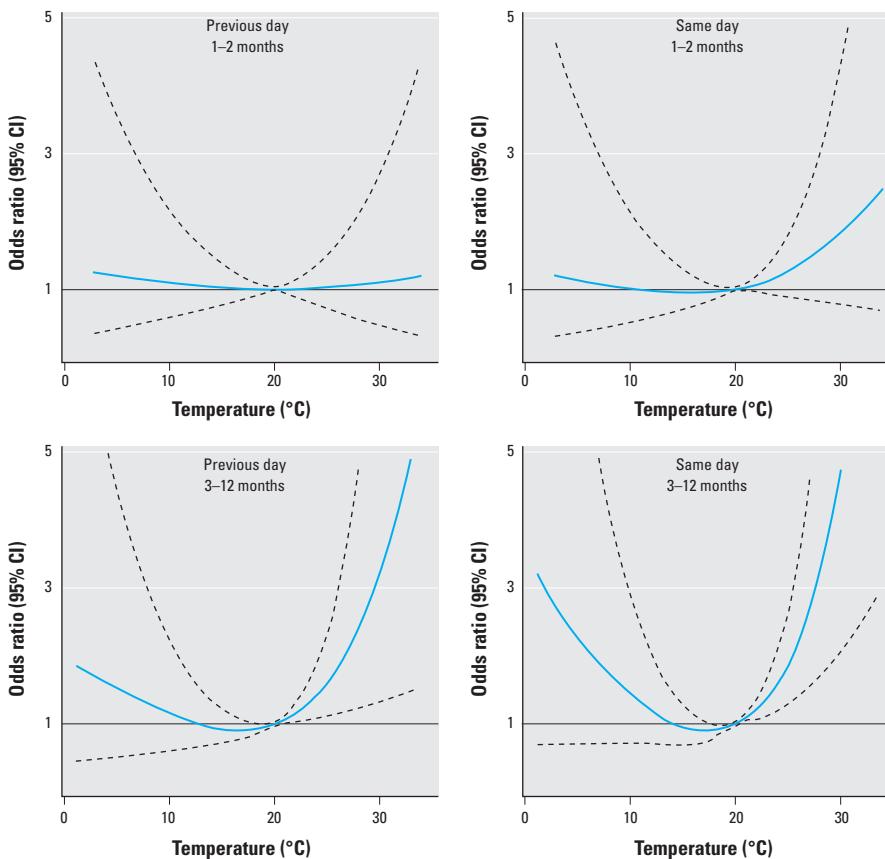 Previous day
1–2 months
5
3
1
Odds ratio (95% CI)
0
10
20
30
Temperature (°C)
Same day
1–2 months
5
3
1
Odds ratio (95% CI)
0
10
20
30
Temperature (°C)
Previous day
3–12 months
5
3
1
Odds ratio (95% CI)
0
10
20
30
Temperature (°C)
Same day
3–12 months
5
3
1
Odds ratio (95% CI)
0
10
20
30
Temperature (°C)